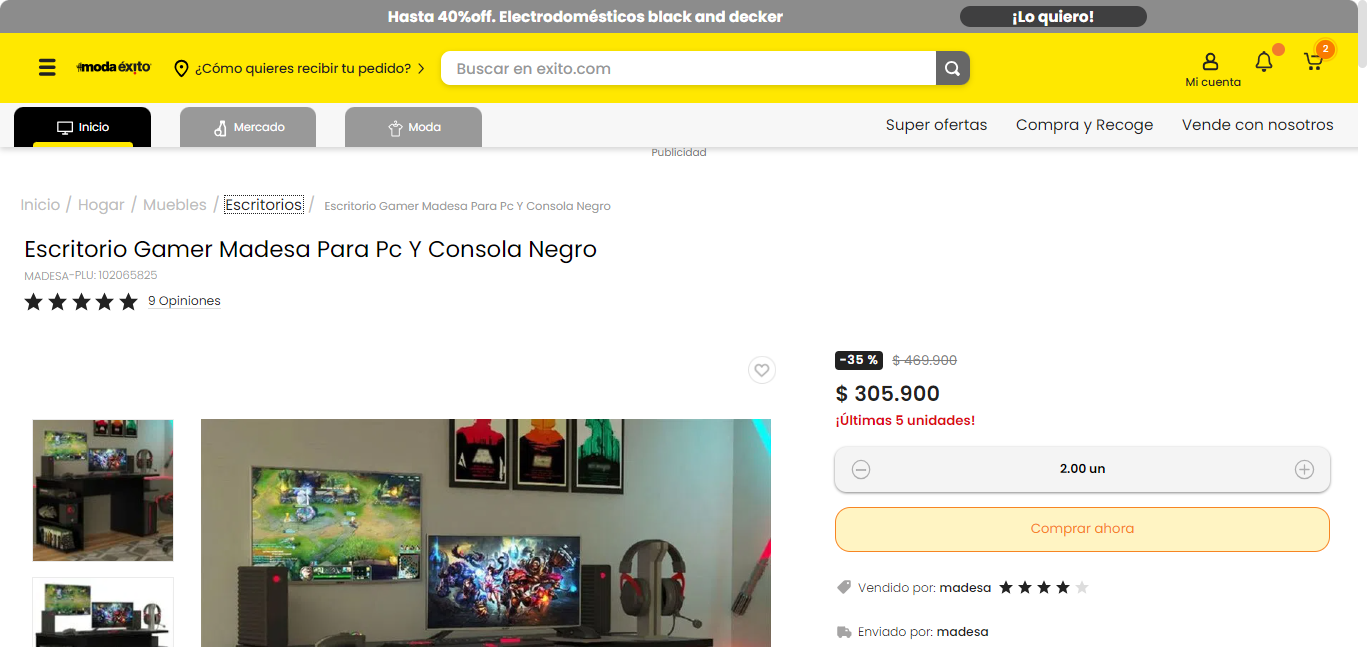 Hasta 40%off. Electrodomésticos black and decker
¡Lo quiero!
moda éxito
¿Cómo quieres recibir tu pedido?
Buscar en exito.com
Mi cuenta
2
Inicio
Mercado
Moda
Super ofertas
Compra y Recoge
Vende con nosotros
Publicidad
Inicio / Hogar / Muebles / Escritorios / Escritorio Gamer Madesa Para Pc Y Consola Negro
Escritorio Gamer Madesa Para Pc Y Consola Negro
MADESA-PLU: 102065825
9 Opiniones
-35 % $ 469.900
$ 305.900
¡Últimas 5 unidades!
2.00 un
Comprar ahora
Vendido por: madesa
Enviado por: madesa